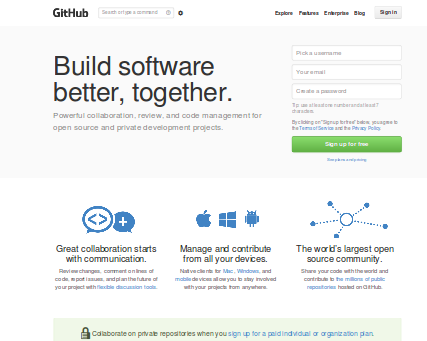 GitHub Search or type a command Explore Features Enterprise Blog Sign in
Build software
better, together.
Powerful collaboration, review, and code management for
open source and private development projects.
Pick a username
Your email
Create a password
Tip: use at least one number and at least 7
characters.
By clicking on "Sign up for free" below, you agree to
the Terms of Service and the Privacy Policy.
Sign up for free
See plans and pricing
Great collaboration starts
with communication.
Review changes, comment on lines of
code, report issues, and plan the future of
your project with flexible discussion tools.
Manage and contribute
from all your devices.
Native clients for Mac, Windows, and
mobile devices allow you to stay involved
with your projects from anywhere.
The world's largest open
source community.
Share your code with the world and
contribute to the millions of public
repositories hosted on GitHub.
Collaborate on private repositories when you sign up for a paid individual or organization plan.